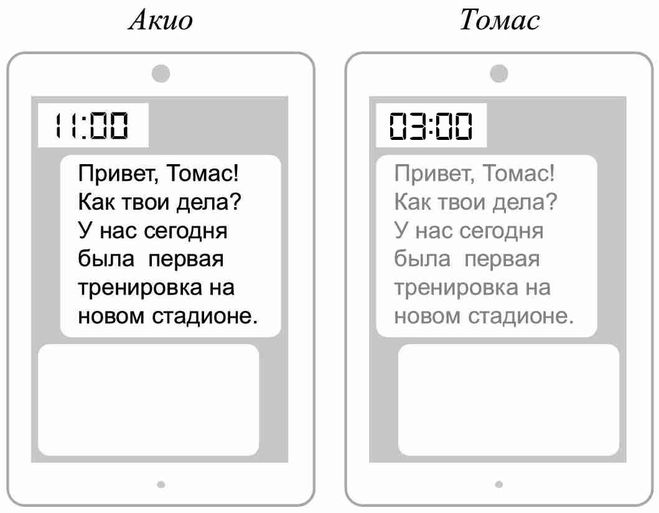 Акио
11:00
Привет, Томас!
Как твои дела?
У нас сегодня
была первая
тренировка на
новом стадионе.
Томас
03:00
Привет, Томас!
Как твои дела?
У нас сегодня
была первая
тренировка на
новом стадионе.